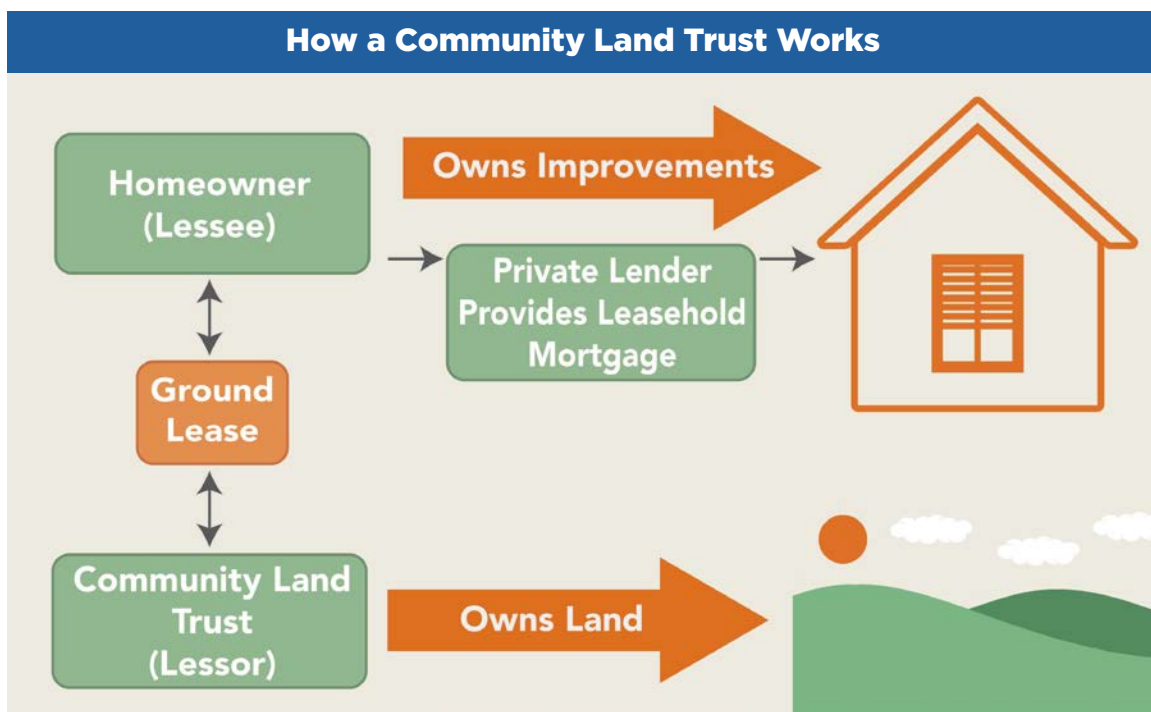 How a Community Land Trust Works
Homeowner
(Lessee)
Owns Improvements
Private Lender
Provides Leasehold
Mortgage
Ground
Lease
Community Land
Trust
(Lessor)
Owns Land